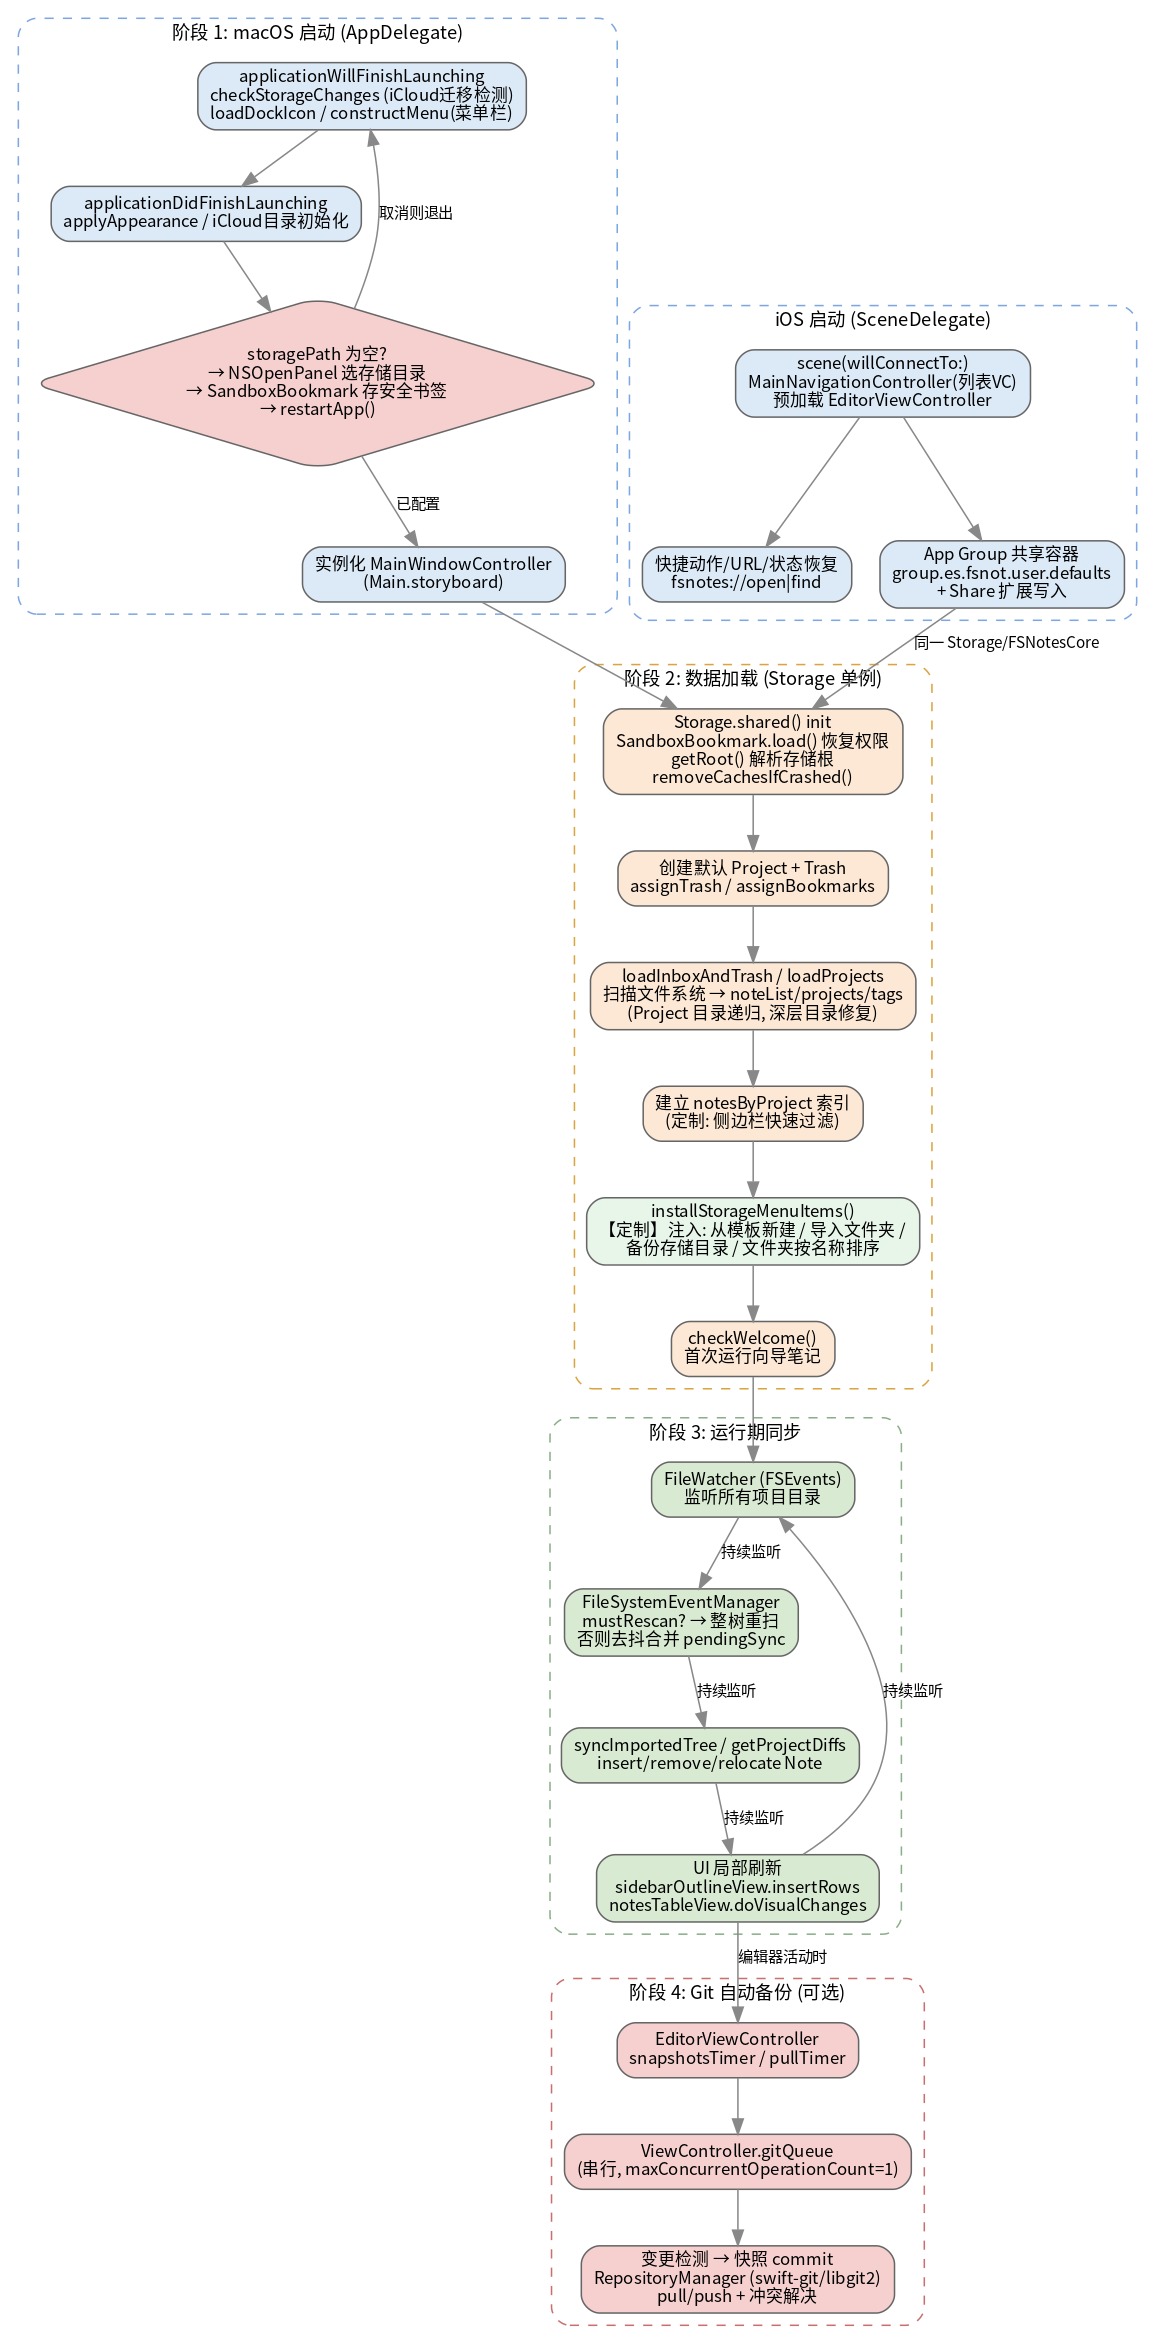 阶段 1: macOS 启动 (AppDelegate)
applicationWillFinishLaunching
checkStorageChanges (iCloud迁移检测)
loadDockIcon / constructMenu(菜单栏)
applicationDidFinishLaunching
applyAppearance / iCloud目录初始化
取消则退出
storagePath 为空?
→ NSOpenPanel 选存储目录
→ SandboxBookmark 存安全书签
→ restartApp()
已配置
实例化 MainWindowController
(Main.storyboard)
iOS 启动 (SceneDelegate)
scene(willConnectTo:)
MainNavigationController(列表VC)
预加载 EditorViewController
快捷动作/URL/状态恢复
fsnotes://open|find
App Group 共享容器
group.es.fsnot.user.defaults
+ Share 扩展写入
同一 Storage/FSNotesCore
阶段 2: 数据加载 (Storage 单例)
Storage.shared() init
SandboxBookmark.load() 恢复权限
getRoot() 解析存储根
removeCachesIfCrashed()
创建默认 Project + Trash
assignTrash / assignBookmarks
loadInboxAndTrash / loadProjects
扫描文件系统 → noteList/projects/tags
(Project 目录递归, 深层目录修复)
建立 notesByProject 索引
(定制: 侧边栏快速过滤)
installStorageMenuItems()
【定制】注入: 从模板新建 / 导入文件夹 /
备份存储目录 / 文件夹按名称排序
checkWelcome()
首次运行向导笔记
阶段 3: 运行期同步
FileWatcher (FSEvents)
监听所有项目目录
持续监听
FileSystemEventManager
mustRescan? → 整树重扫
否则去抖合并 pendingSync
持续监听
持续监听
syncImportedTree / getProjectDiffs
insert/remove/relocate Note
持续监听
UI 局部刷新
sidebarOutlineView.insertRows
notesTableView.doVisualChanges
编辑器活动时
阶段 4: Git 自动备份 (可选)
EditorViewController
snapshotsTimer / pullTimer
ViewController.gitQueue
(串行, maxConcurrentOperationCount=1)
变更检测 → 快照 commit
RepositoryManager (swift-git/libgit2)
pull/push + 冲突解决